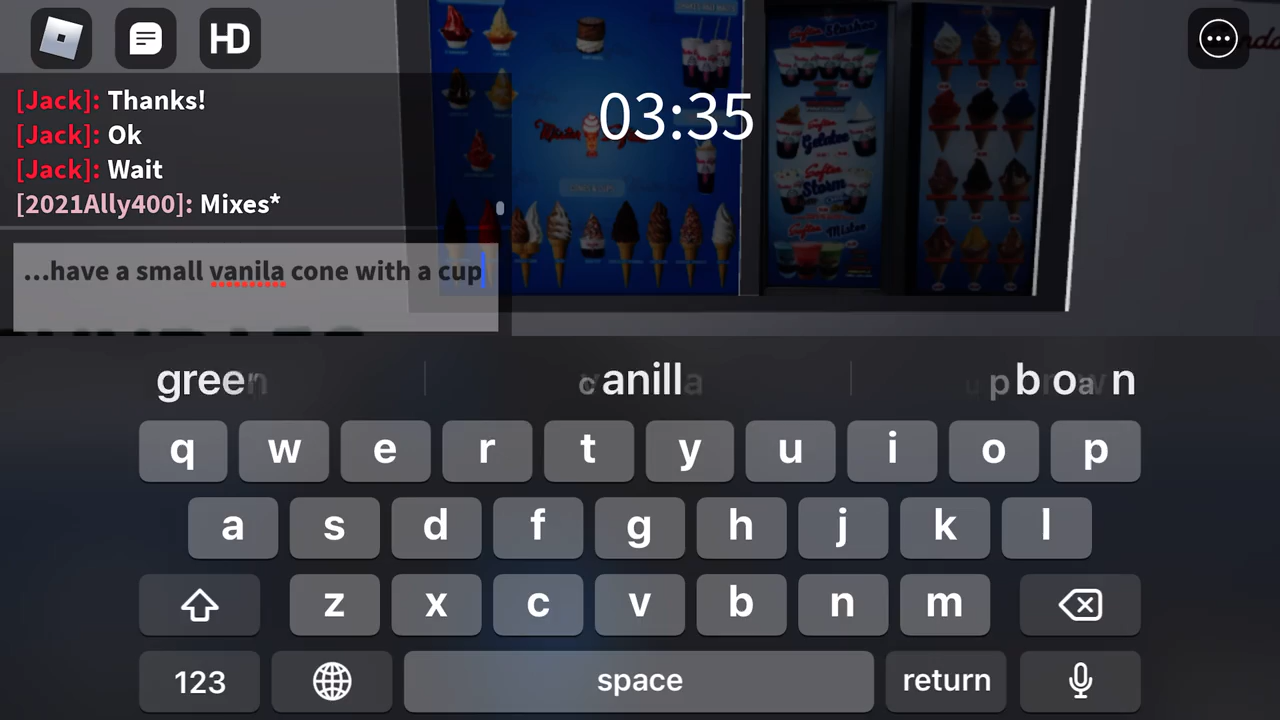 HD
[Jack]: Thanks!
[Jack]: Ok
[Jack]: Wait
[2021Ally400]: Mixes*
03:35
...have a small vanila cone with a cup
q w e r t y u i o p
a s d f g h j k l
z x c v b n m
123 space return